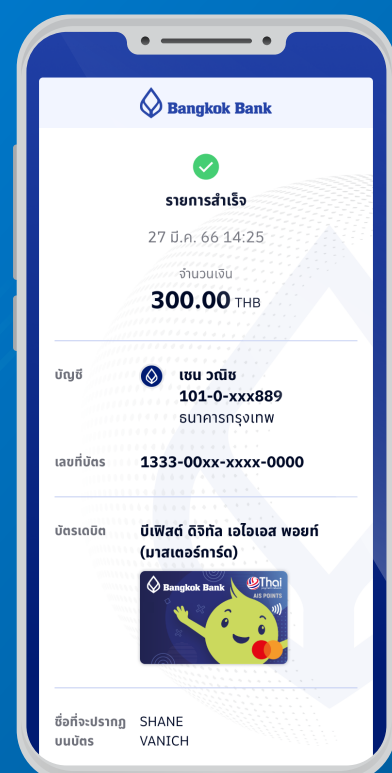 Bangkok Bank
รายการสำเร็จ
27 มี.ค. 66 14:25
จำนวนเงิน
300.00 THB
บัญชี เชน วณิช
101-0-xxx889
ธนาคารกรุงเทพ
เลขที่บัตร 1333-00xx-xxxx-0000
บัตรเดบิต บีเฟิสต์ ดิจิทัล เอไอเอส พอยท์
(มาสเตอร์การ์ด)
Bangkok Bank Thai
AIS POINTS
ชื่อที่จะปรากฏ SHANE
บนบัตร VANICH